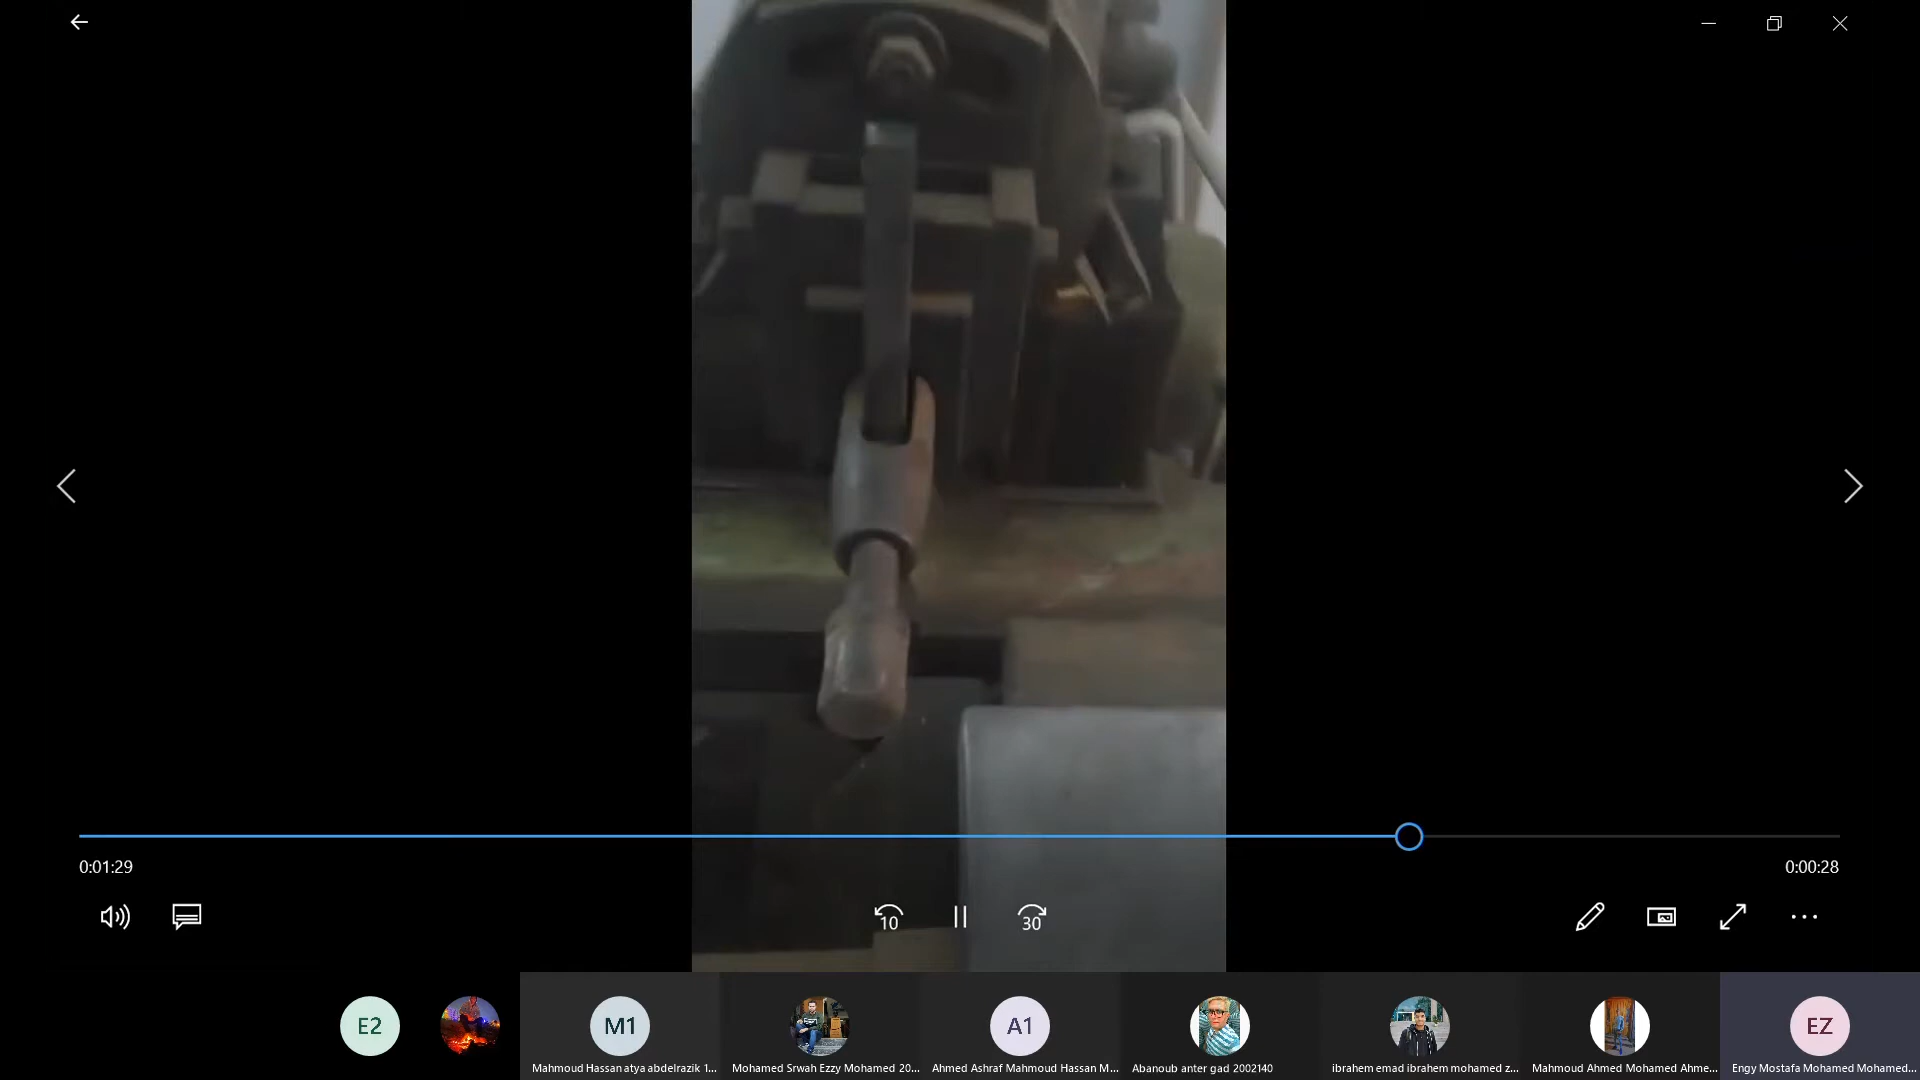 0:01:29
0:00:28
10
30
E2
M1
A1
EZ
Mahmoud Hassan atya abdelrazik 1...
Mohamed Srwah Ezzy Mohamed 20...
Ahmed Ashraf Mahmoud Hassan M...
Abanoub anter gad 2002140
ibrahem emad ibrahem mohamed z...
Mahmoud Ahmed Mohamed Ahme...
Engy Mostafa Mohamed Mohamed...